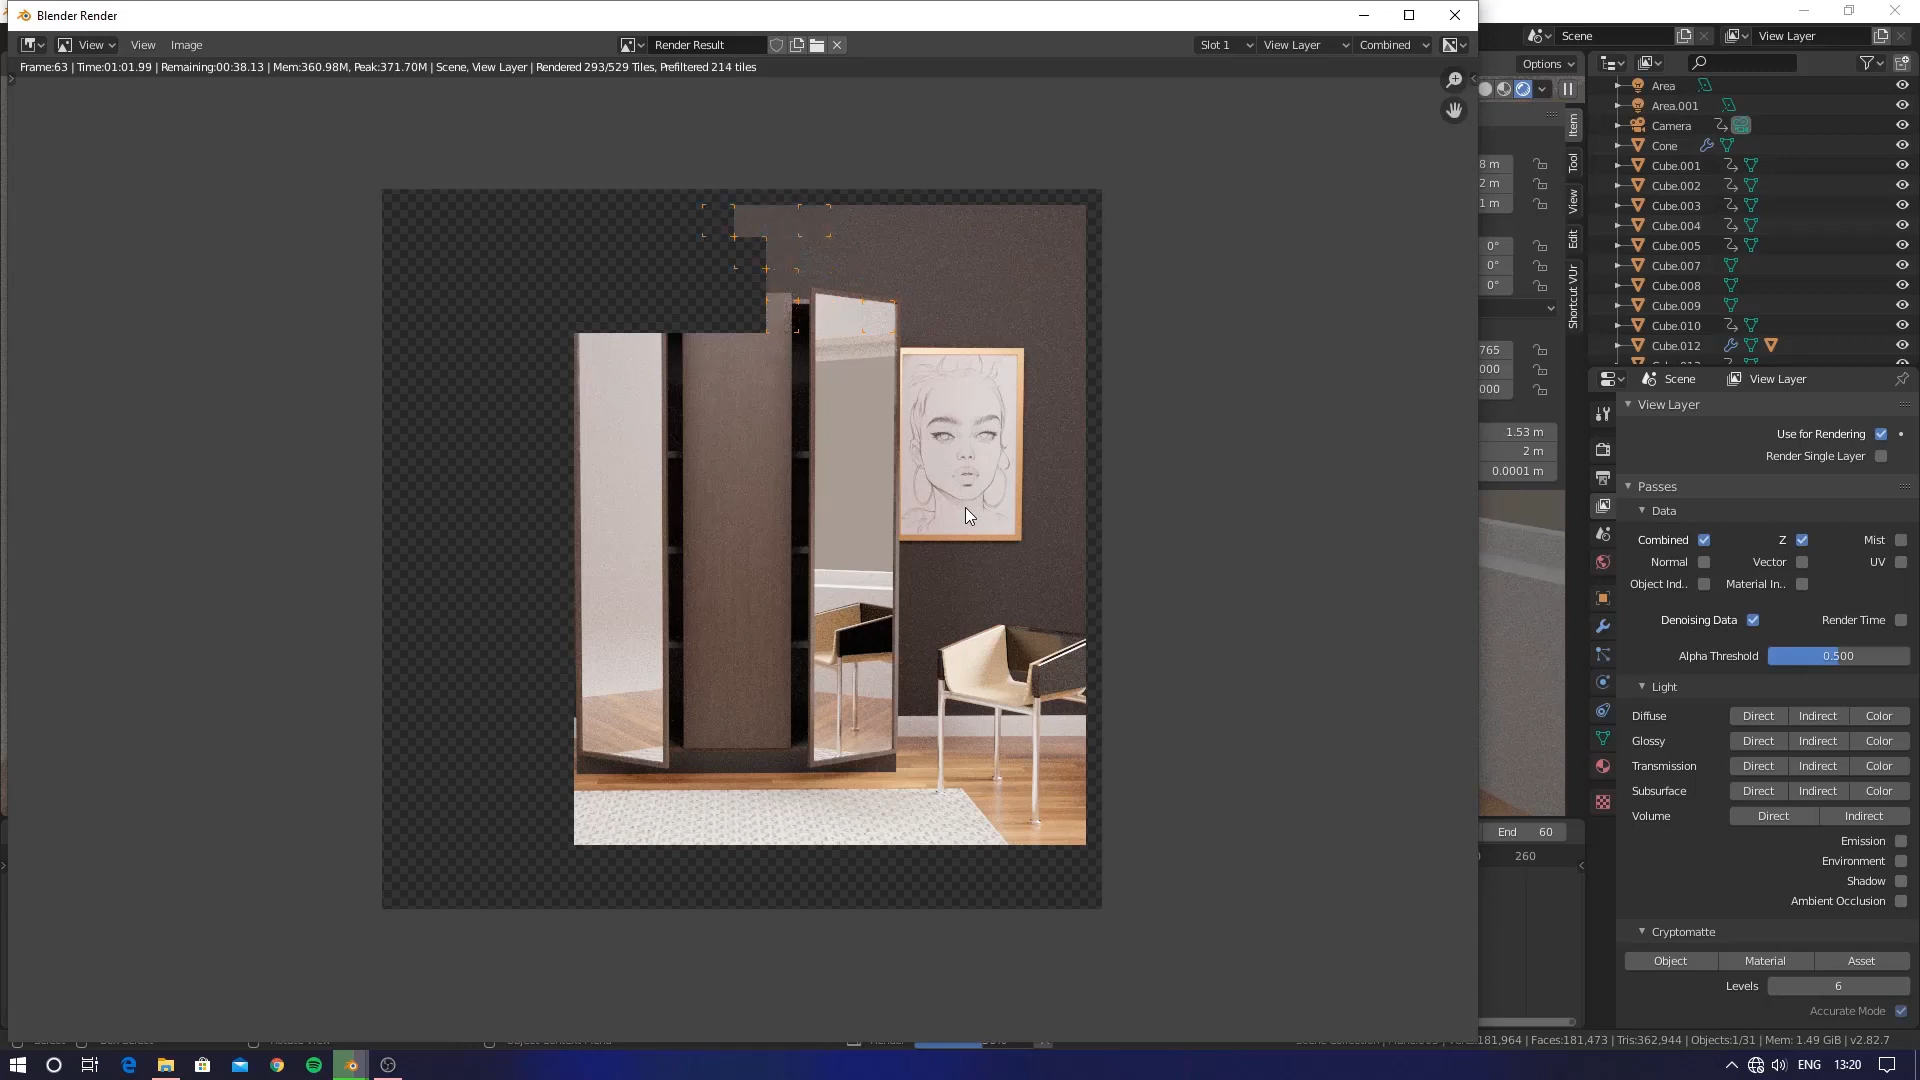 Blender Render
View View Image Render Result Slot 1 View Layer Combined
Frame:63 | Time:01:01.99 | Remaining:00:38.13 | Mem:360.98M, Peak:371.70M | Scene, View Layer | Rendered 293/529 Tiles, Prefiltered 214 tiles
Scene View Layer
Options
Area
Area.001
Camera
Cone
Cube.001
Cube.002
Cube.003
Cube.004
Cube.005
Cube.007
Cube.008
Cube.009
Cube.010
Cube.012
Item
Tool
View
Edit
Shortcut VUr
8 m
2 m
1 m
0°
0°
0°
765
000
000
1.53 m
2 m
0.0001 m
End 60
260
Scene View Layer
View Layer
Use for Rendering
Render Single Layer
Passes
Data
Combined Z Mist
Normal Vector UV
Object Ind.. Material In..
Denoising Data Render Time
Alpha Threshold 0.500
Light
Diffuse Direct Indirect Color
Glossy Direct Indirect Color
Transmission Direct Indirect Color
Subsurface Direct Indirect Color
Volume Direct Indirect
Emission
Environment
Shadow
Ambient Occlusion
Cryptomatte
Object Material Asset
Levels 6
Accurate Mode
181,964 | Faces:181,473 | Tris:362,944 | Objects:1/31 | Mem: 1.49 GiB | v2.82.7
ENG 13:20